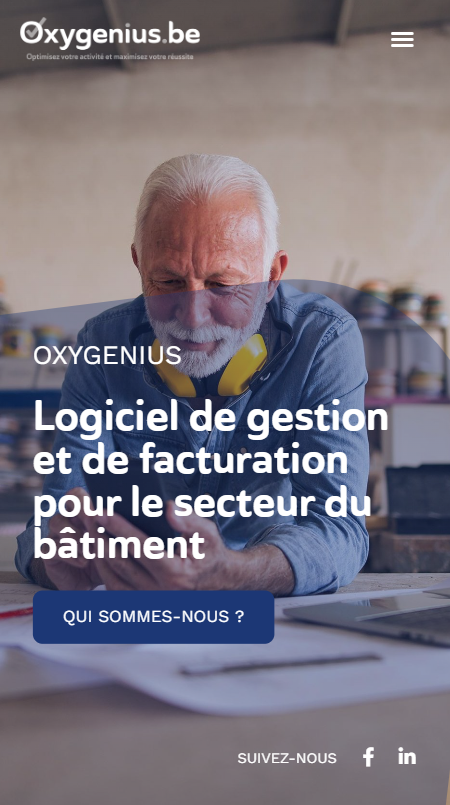 Oxygenius.be
Optimisez votre activité et maximisez votre réussite
OXYGENIUS
Logiciel de gestion
et de facturation
pour le secteur du
bâtiment
QUI SOMMES-NOUS ?
SUIVEZ-NOUS